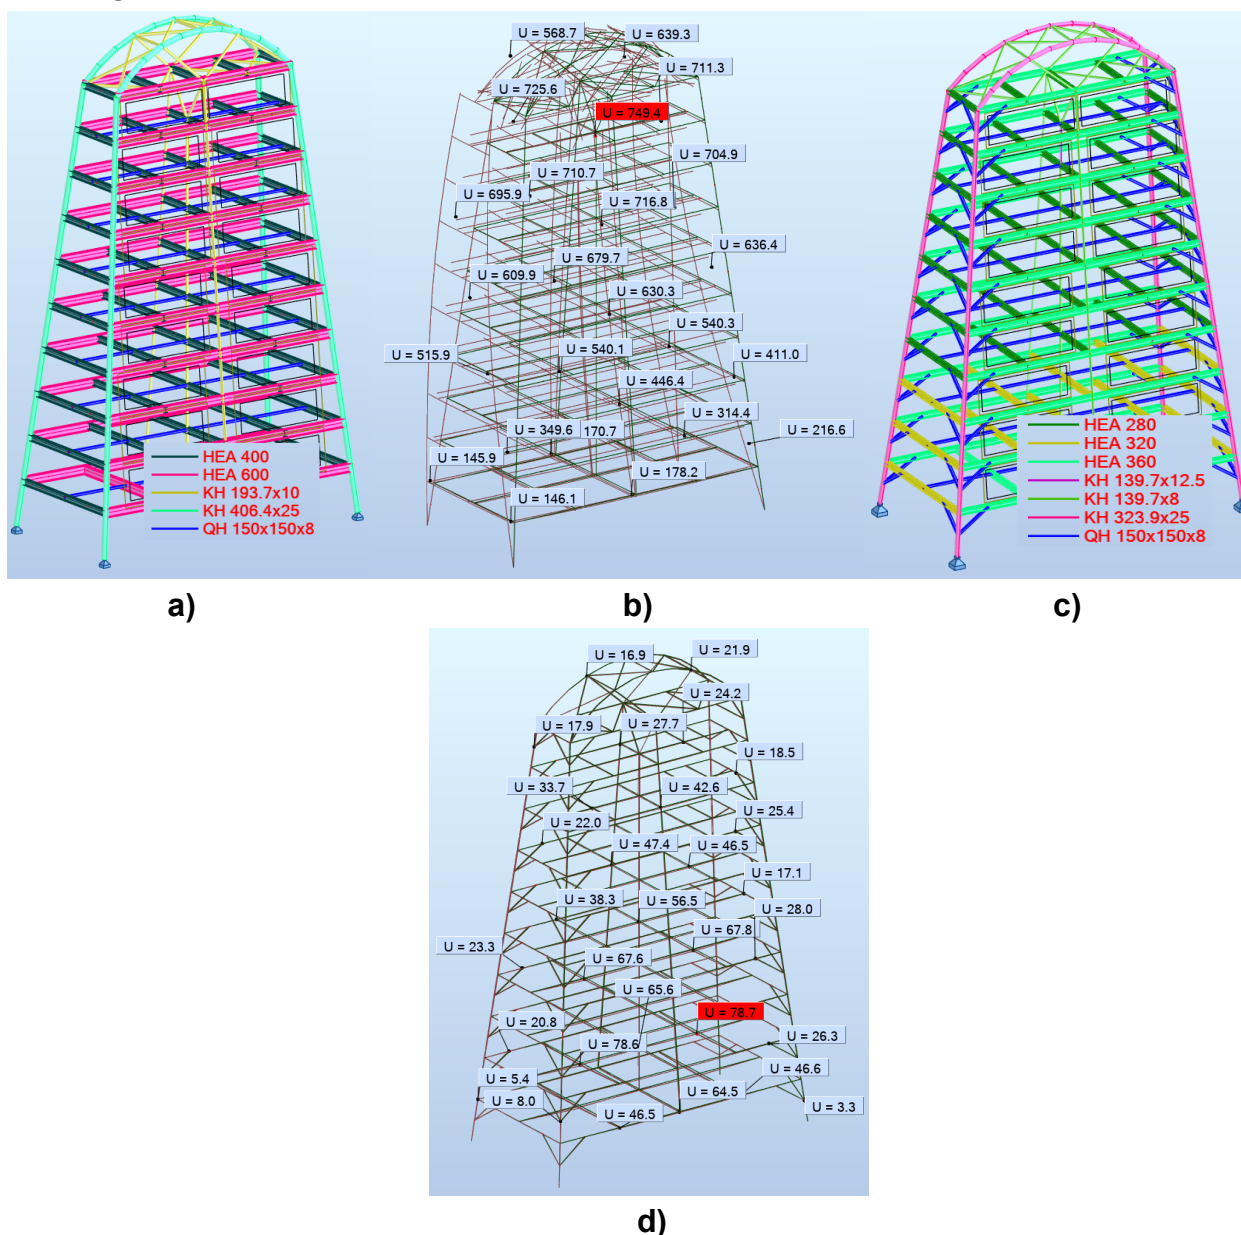 HEA 400
HEA 600
KH 193.7x10
KH 406.4x25
QH 150x150x8
a)
U = 568.7
U = 639.3
U = 711.3
U = 725.6
U = 749.4
U = 704.9
U = 710.7
U = 695.9
U = 716.8
U = 636.4
U = 679.7
U = 609.9
U = 630.3
U = 540.3
U = 515.9
U = 540.1
U = 411.0
U = 446.4
U = 314.4
U = 349.6
170.7
U = 216.6
U = 145.9
U = 178.2
U = 146.1
b)
HEA 280
HEA 320
HEA 360
KH 139.7x12.5
KH 139.7x8
KH 323.9x25
QH 150x150x8
c)
U = 16.9
U = 21.9
U = 24.2
U = 17.9
U = 27.7
U = 18.5
U = 33.7
U = 42.6
U = 25.4
U = 22.0
U = 47.4
U = 46.5
U = 17.1
U = 38.3
U = 56.5
U = 28.0
U = 67.8
U = 23.3
U = 67.6
U = 65.6
U = 78.7
U = 20.8
U = 78.6
U = 26.3
U = 46.6
U = 5.4
U = 64.5
U = 8.0
U = 46.5
U = 3.3
d)